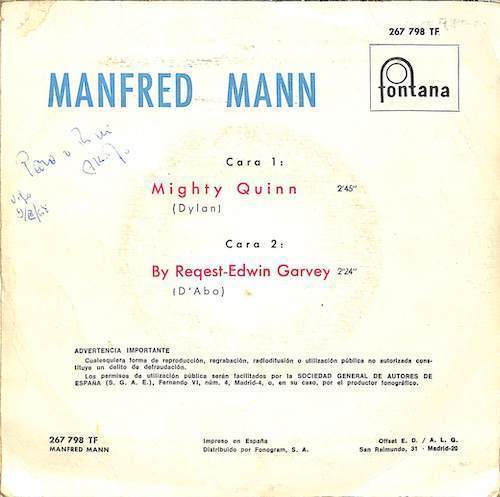 267 798 TF
fontana
MANFRED MANN
Cara 1:
Mighty Quinn 2'45"
(Dylan)
Cara 2:
By Reqest-Edwin Garvey 2'24"
(D'Abo)
ADVERTENCIA IMPORTANTE
Cualesquiera forma de reproducción, regrabación, radiodifusión o utilización pública no autorizada cons-
tituye un delito de defraudación.
Los permisos de utilización pública serán facilitados por la SOCIEDAD GENERAL DE AUTORES DE
ESPAÑA (S. G. A. E.), Fernando VI, núm. 4, Madrid-4, o, en su caso, por el productor fonográfico.
267 798 TF
MANFRED MANN
Impreso en España
Distribuido por Fonogram, S. A.
Offset E. D. / A. L. G.
San Raimundo, 31 - Madrid-20